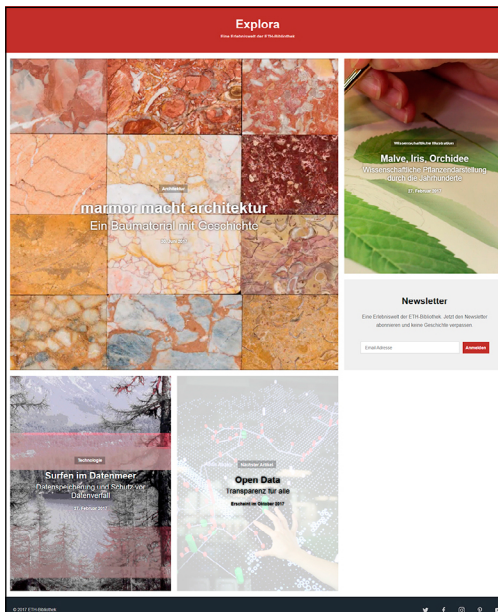 Explora
Eine Erlebniswelt der ETH-Bibliothek
Architektur
marmor macht architektur
Ein Baumaterial mit Geschichte
Wissenschaftliche Illustration
Malve, Iris, Orchidee
Wissenschaftliche Pflanzendarstellung
durch die Jahrhunderte
27. Februar 2017
Newsletter
Eine Erlebniswelt der ETH-Bibliothek. Jetzt den Newsletter
abonnieren und keine Geschichte verpassen
Email-Adresse
Anmelden
Technologie
Surfen im Datenmeer
Datenspeicherung und Schutz vor
Datenverfall
27. Februar 2017
Nächster Artikel
Open Data
Transparenz für alle
Erscheint im Oktober 2017
© 2017 ETH-Bibliothek